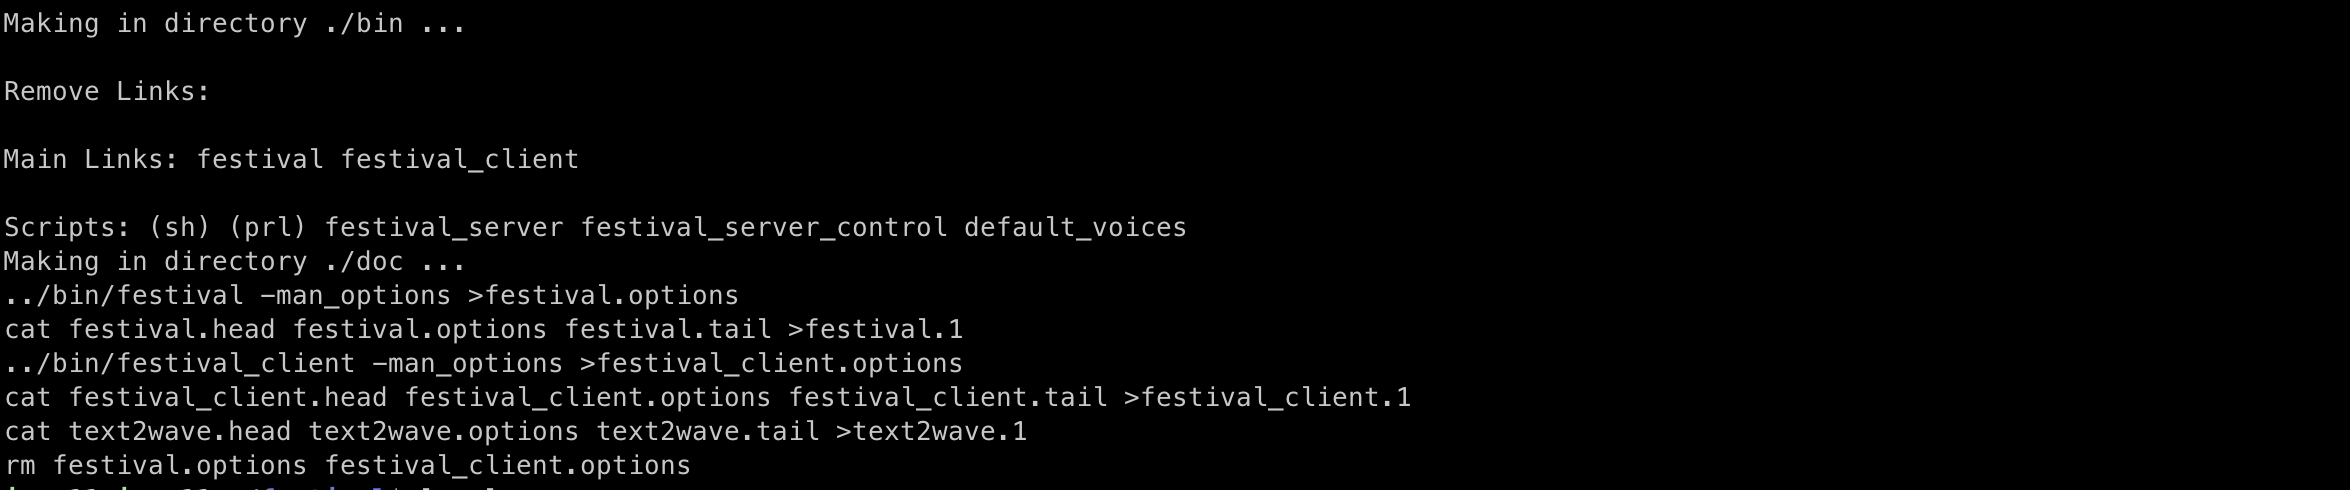 Making in directory ./bin ...
Remove Links:
Main Links: festival festival_client
Scripts: (sh) (prl) festival_server festival_server_control default_voices
Making in directory ./doc ...
../bin/festival -man_options >festival.options
cat festival.head festival.options festival.tail >festival.1
../bin/festival_client -man_options >festival_client.options
cat festival_client.head festival_client.options festival_client.tail >festival_client.1
cat text2wave.head text2wave.options text2wave.tail >text2wave.1
rm festival.options festival_client.options